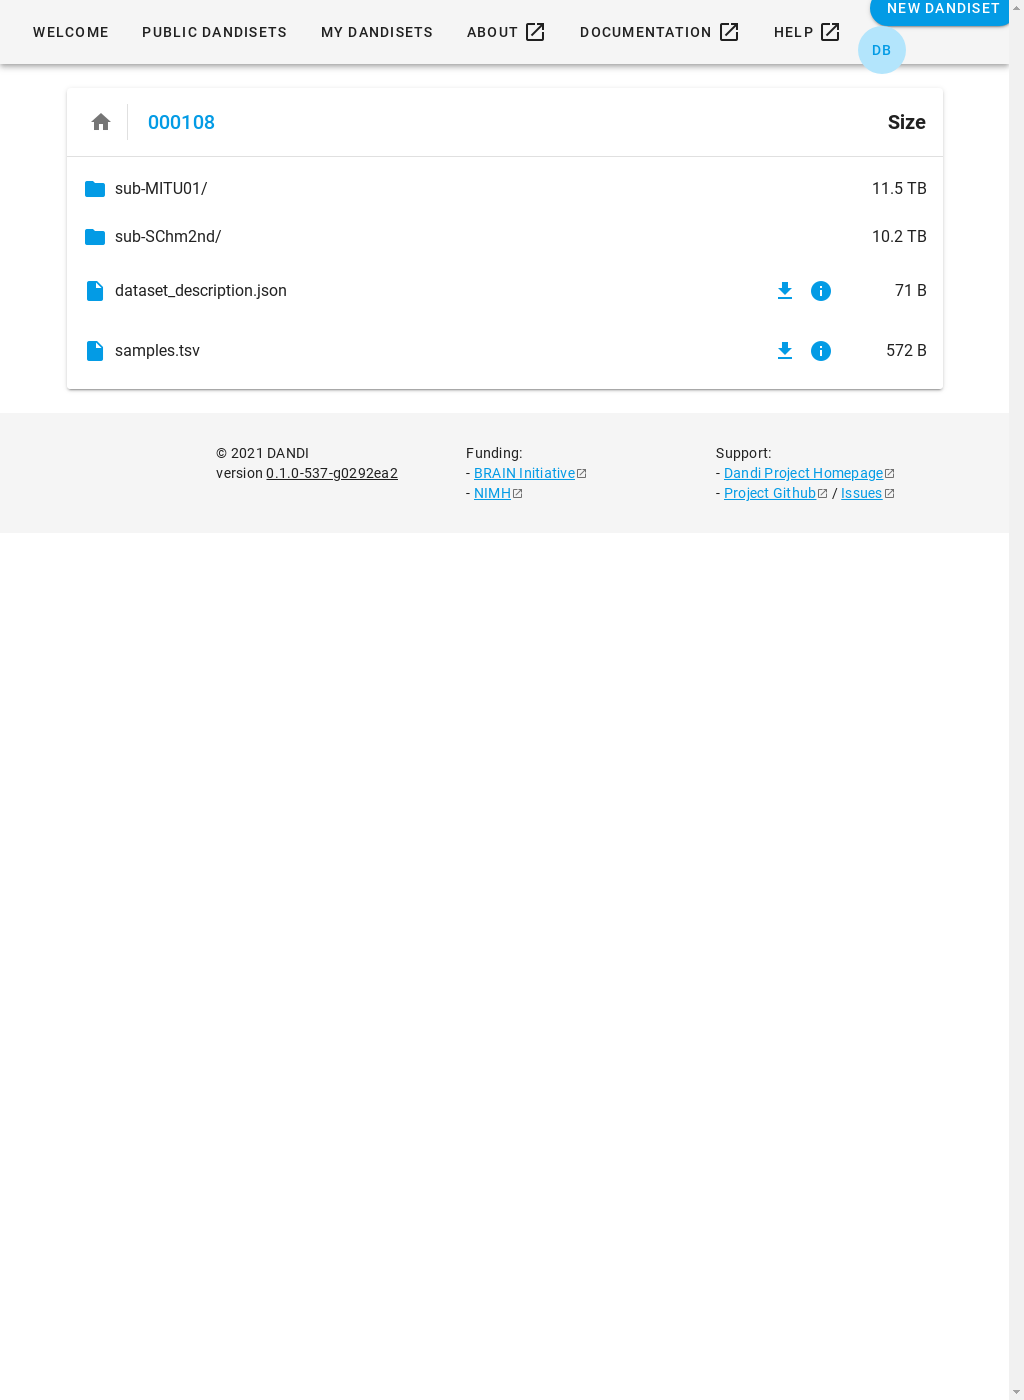 WELCOME PUBLIC DANDISETS MY DANDISETS ABOUT DOCUMENTATION HELP NEW DANDISET
DB
000108 Size
sub-MITU01/ 11.5 TB
sub-SChm2nd/ 10.2 TB
dataset_description.json 71 B
samples.tsv 572 B
© 2021 DANDI
version 0.1.0-537-g0292ea2
Funding:
- BRAIN Initiative
- NIMH
Support:
- Dandi Project Homepage
- Project Github / Issues